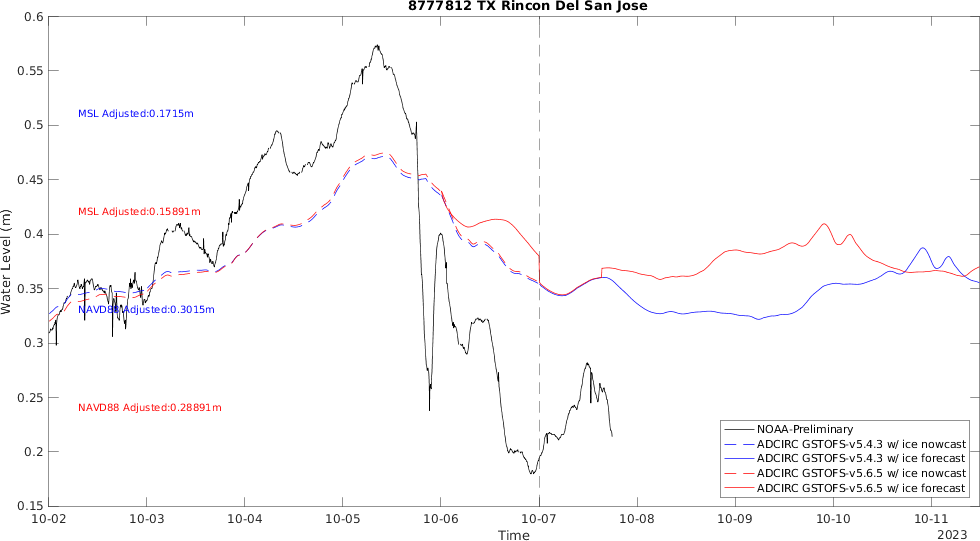 8777812 TX Rincon Del San Jose
0.6
0.55
0.5
0.45
0.4
0.35
0.3
0.25
0.2
0.15
Water Level (m)
MSL Adjusted:0.1715m
MSL Adjusted:0.15891m
NAVD88 Adjusted:0.3015m
NAVD88 Adjusted:0.28891m
NOAA-Preliminary
ADCIRC GSTOFS-v5.4.3 w/ ice nowcast
ADCIRC GSTOFS-v5.4.3 w/ ice forecast
ADCIRC GSTOFS-v5.6.5 w/ ice nowcast
ADCIRC GSTOFS-v5.6.5 w/ ice forecast
10-02 10-03 10-04 10-05 10-06 10-07 10-08 10-09 10-10 10-11
Time
2023